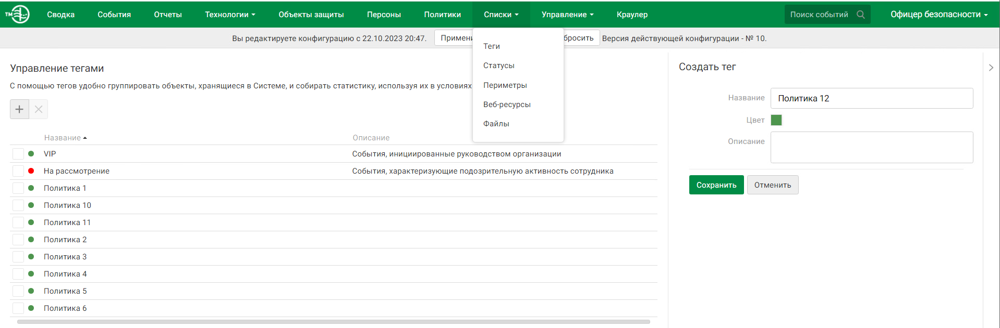 TM Сводка События Отчеты Технологии Объекты защиты Персоны Политики Списки Управление Краулер Поиск событий Офицер безопасности
Вы редактируете конфигурацию с 22.10.2023 20:47. Примени бросить Версия действующей конфигурации - № 10.
Теги
Статусы
Периметры
Веб-ресурсы
Файлы
Управление тегами
С помощью тегов удобно группировать объекты, хранящиеся в Системе, и собирать статистику, используя их в условиях
Название Описание
VIP События, инициированные руководством организации
На рассмотрение События, характеризующие подозрительную активность сотрудника
Политика 1
Политика 10
Политика 11
Политика 2
Политика 3
Политика 4
Политика 5
Политика 6
Создать тег
Название Политика 12
Цвет
Описание
Сохранить Отменить